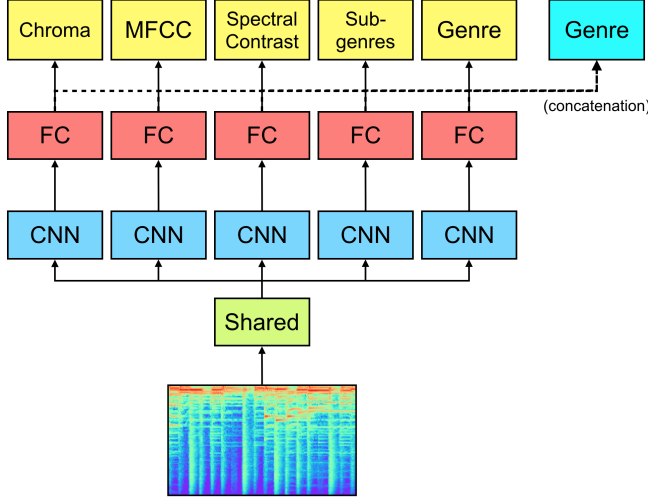 Chroma
MFCC
Spectral
Contrast
Sub-
genres
Genre
Genre
(concatenation)
FC
FC
FC
FC
FC
CNN
CNN
CNN
CNN
CNN
Shared